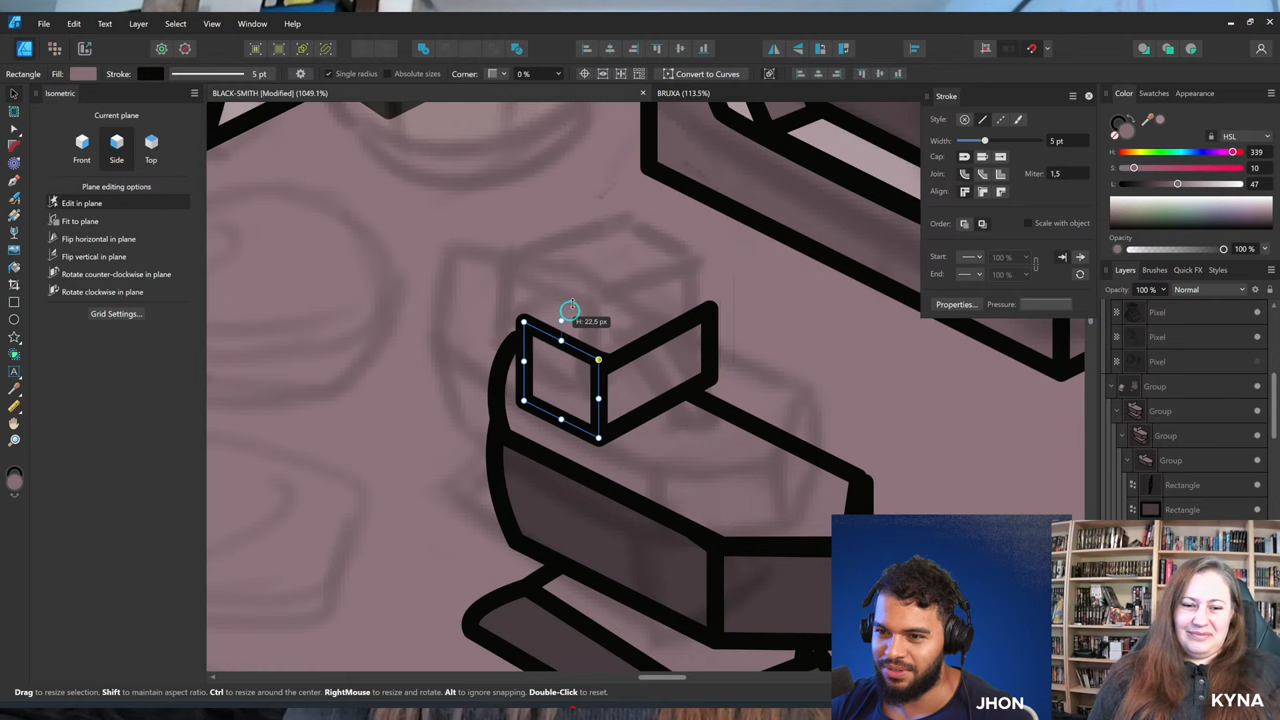 File Edit Text Layer Select View Window Help
Rectangle Fill: Stroke: 5 pt Single radius Absolute sizes Corner: 0 % Convert to Curves
Isometric
BLACK-SMITH [Modified] (1049.1%)
BRUXA (113.5%)
Current plane
Front Side Top
Plane editing options
Edit in plane
Fit to plane
Flip horizontal in plane
Flip vertical in plane
Rotate counter-clockwise in plane
Rotate clockwise in plane
Grid Settings...
H: 22,5 px
Stroke
Style:
Width: 5 pt
Cap:
Join: Miter: 1,5
Align:
Order: Scale with object
Start: 100 %
End: 100 %
Properties... Pressure:
Color Swatches Appearance
HSL
H: 339
S: 10
L: 47
Opacity
100 %
Layers Brushes Quick FX Styles
Opacity: 100 % Normal
Pixel
Pixel
Pixel
Group
Group
Group
Group
Rectangle
Rectangle
JHON
KYNA
Drag to resize selection. Shift to maintain aspect ratio. Ctrl to resize around the center. RightMouse to resize and rotate. Alt to ignore snapping. Double-Click to reset.